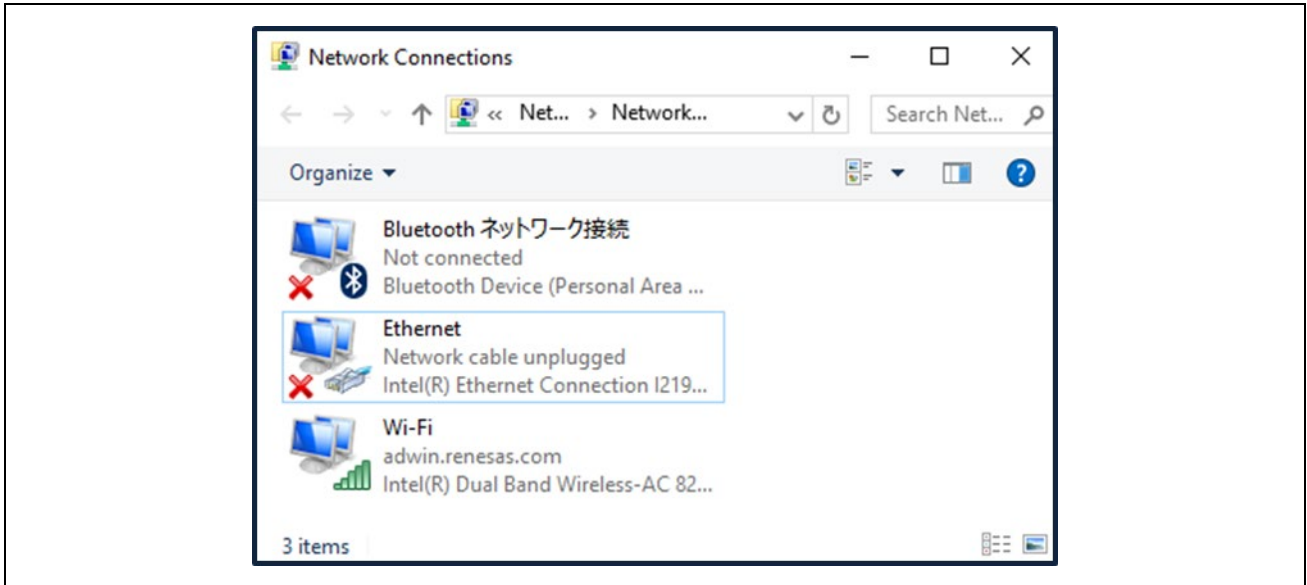 Network Connections
« Net... › Network...
Search Net...
Organize
Bluetooth ネットワーク接続
Not connected
Bluetooth Device (Personal Area ...
Ethernet
Network cable unplugged
Intel(R) Ethernet Connection I219...
Wi-Fi
adwin.renesas.com
Intel(R) Dual Band Wireless-AC 82...
3 items